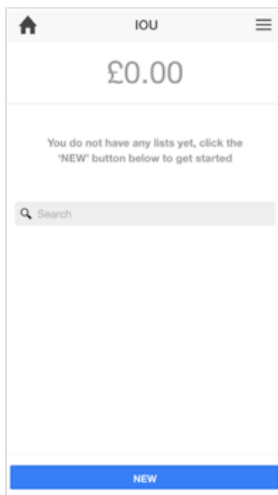 IOU
£0.00
You do not have any lists yet, click the
'NEW' button below to get started
Search
NEW